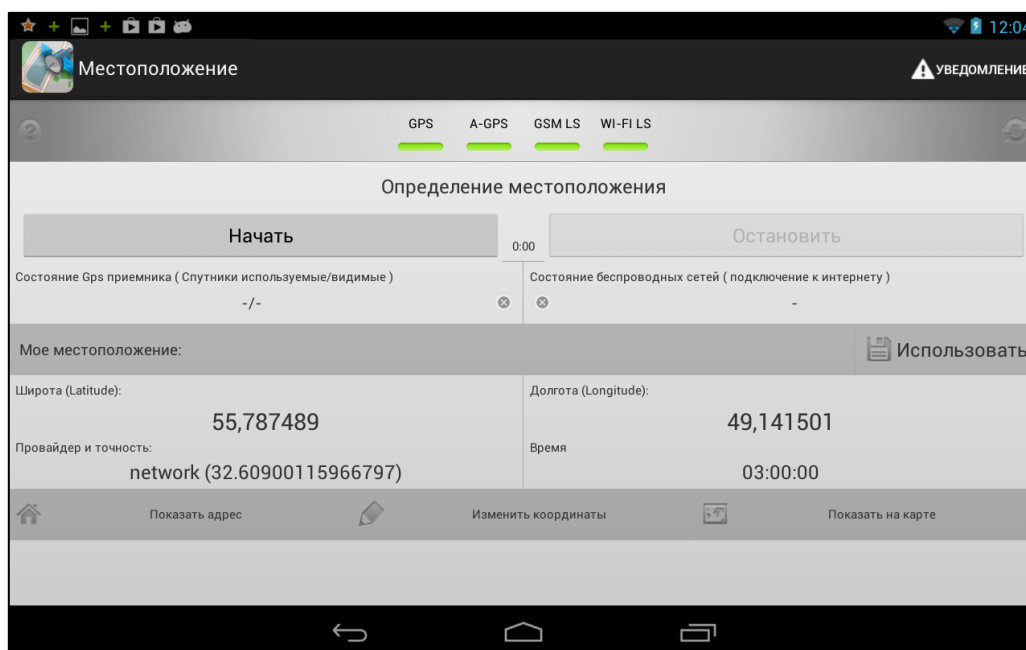 12:04
Местоположение
УВЕДОМЛЕНИЕ
GPS A-GPS GSM LS WI-FI LS
Определение местоположения
Начать 0:00 Остановить
Состояние Gps приемника ( Спутники используемые/видимые ) Состояние беспроводных сетей ( подключение к интернету )
-/- -
Мое местоположение: Использовать
Широта (Latitude): Долгота (Longitude):
55,787489 49,141501
Провайдер и точность: Время
network (32.60900115966797) 03:00:00
Показать адрес Изменить координаты Показать на карте